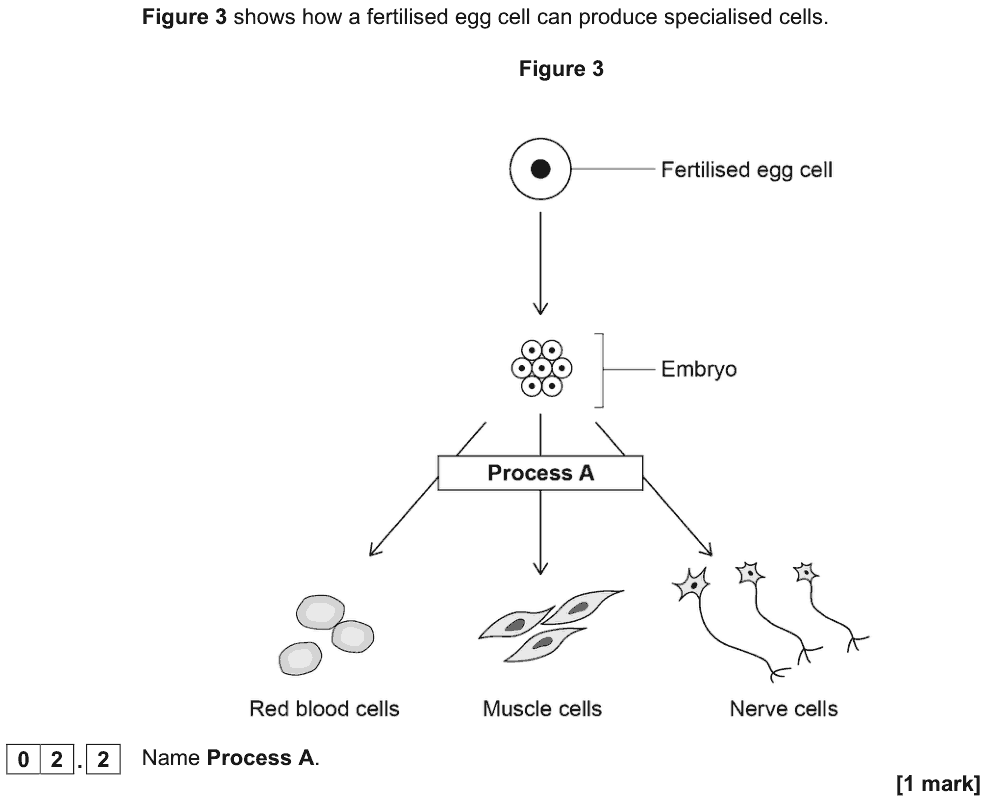 Figure 3 shows how a fertilised egg cell can produce specialised cells.
Figure 3
Fertilised egg cell
Embryo
Process A
Red blood cells
Muscle cells
Nerve cells
0 2 . 2 Name Process A.
[1 mark]